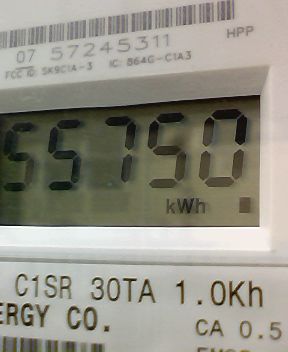 HPP
07 57245311
FCC ID: SK9CIA-3 IC: 864G-C1A3
55750
kWh
C1SR 30TA 1.0Kh
ERGY CO.
CA 0.5